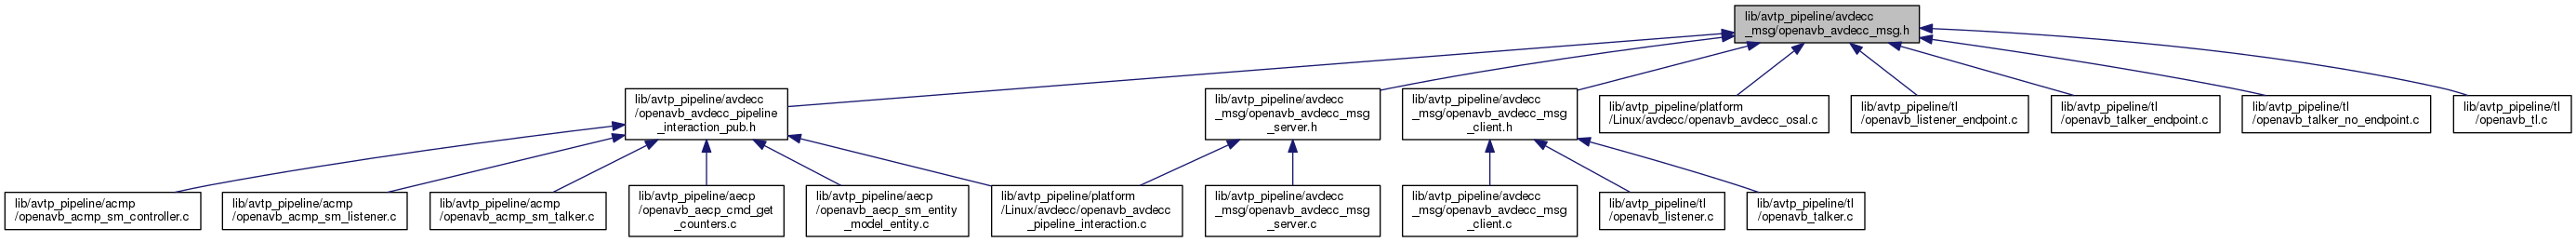 lib/avtp_pipeline/avdecc
_msg/openavb_avdecc_msg.h
lib/avtp_pipeline/avdecc
/openavb_avdecc_pipeline
_interaction_pub.h
lib/avtp_pipeline/avdecc
_msg/openavb_avdecc_msg
_server.h
lib/avtp_pipeline/avdecc
_msg/openavb_avdecc_msg
_client.h
lib/avtp_pipeline/platform
/Linux/avdecc/openavb_avdecc_osal.c
lib/avtp_pipeline/tl
/openavb_listener_endpoint.c
lib/avtp_pipeline/tl
/openavb_talker_endpoint.c
lib/avtp_pipeline/tl
/openavb_talker_no_endpoint.c
lib/avtp_pipeline/tl
/openavb_tl.c
lib/avtp_pipeline/acmp
/openavb_acmp_sm_controller.c
lib/avtp_pipeline/acmp
/openavb_acmp_sm_listener.c
lib/avtp_pipeline/acmp
/openavb_acmp_sm_talker.c
lib/avtp_pipeline/aecp
/openavb_aecp_cmd_get
_counters.c
lib/avtp_pipeline/aecp
/openavb_aecp_sm_entity
_model_entity.c
lib/avtp_pipeline/platform
/Linux/avdecc/openavb_avdecc
_pipeline_interaction.c
lib/avtp_pipeline/avdecc
_msg/openavb_avdecc_msg
_server.c
lib/avtp_pipeline/avdecc
_msg/openavb_avdecc_msg
_client.c
lib/avtp_pipeline/tl
/openavb_listener.c
lib/avtp_pipeline/tl
/openavb_talker.c